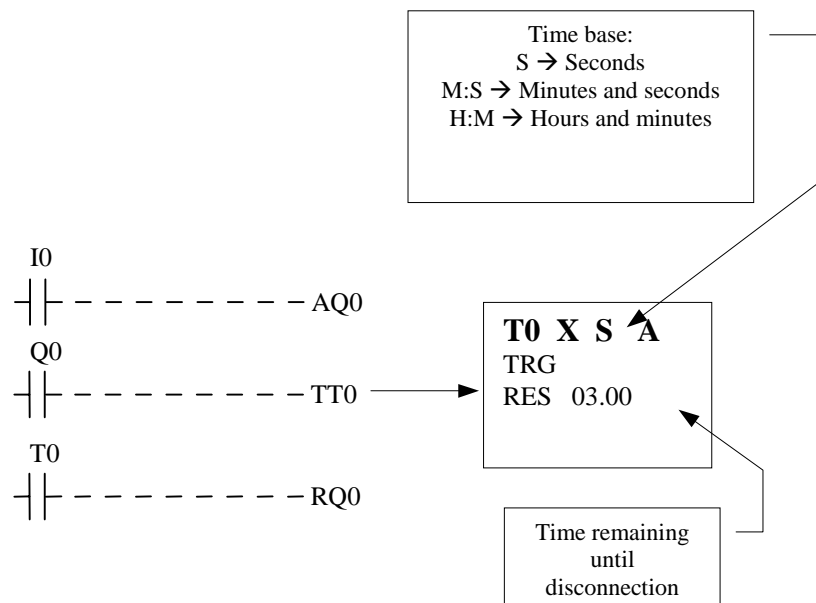 Time base:
S → Seconds
M:S → Minutes and seconds
H:M → Hours and minutes
I0
AQ0
Q0
TT0
T0
RQ0
T0 X S A
TRG
RES 03.00
Time remaining
until
disconnection